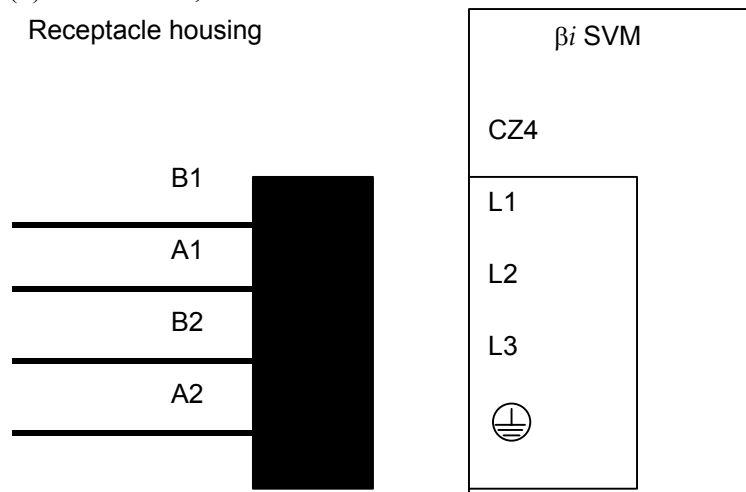 Receptacle housing
βi SVM
CZ4
B1
L1
A1
L2
B2
L3
A2